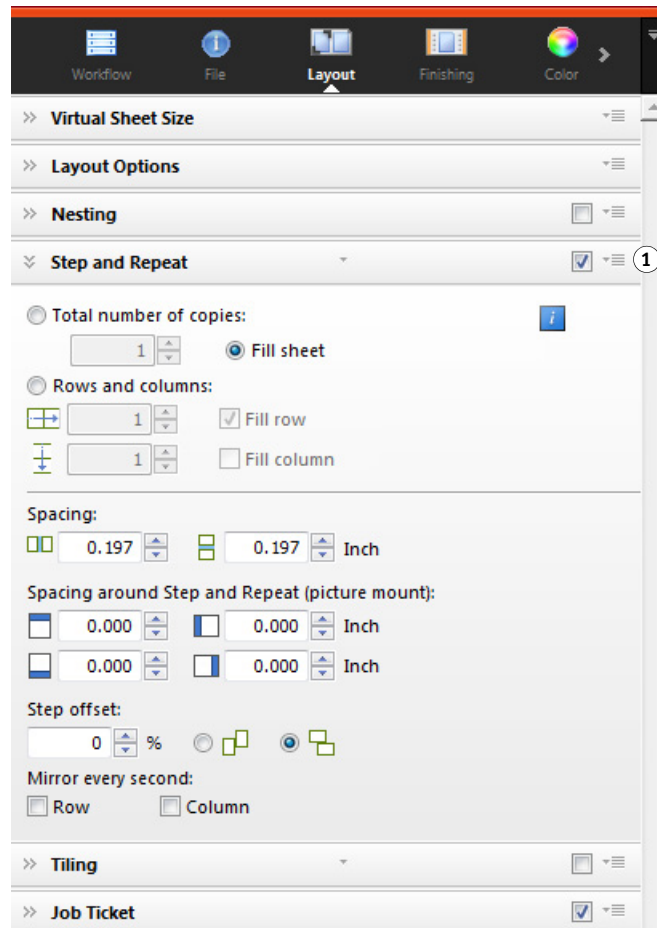 Workflow File Layout Finishing Color
Virtual Sheet Size
Layout Options
Nesting
Step and Repeat 1
Total number of copies: i
1 Fill sheet
Rows and columns:
1 Fill row
1 Fill column
Spacing:
0.197 0.197 Inch
Spacing around Step and Repeat (picture mount):
0.000 0.000 Inch
0.000 0.000 Inch
Step offset:
0 %
Mirror every second:
Row Column
Tiling
Job Ticket